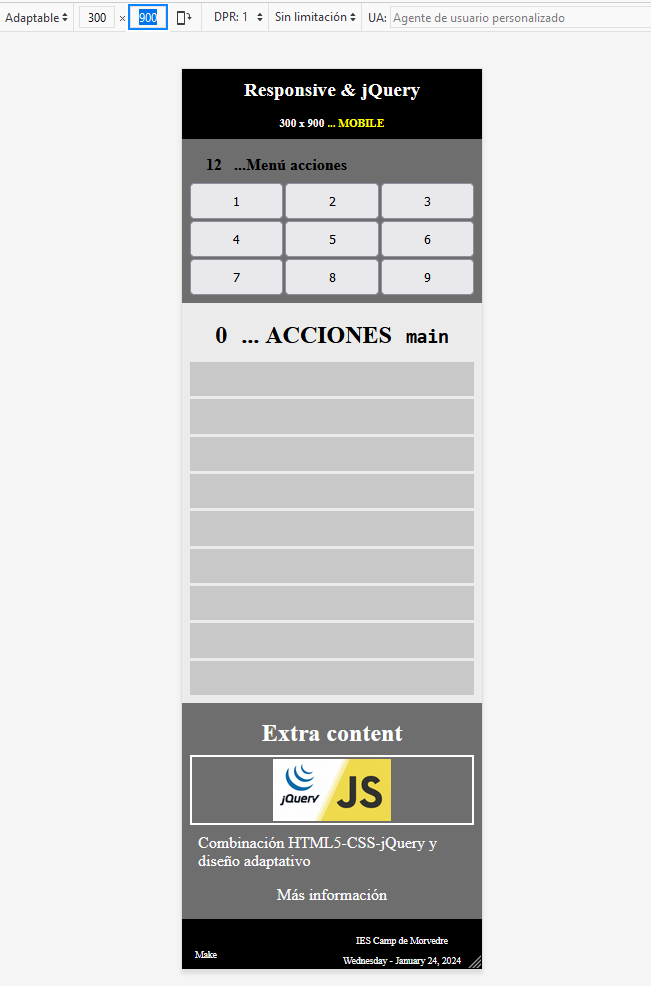 Adaptable 300 x 900 DPR: 1 Sin limitación UA: Agente de usuario personalizado
Responsive & jQuery
300 x 900 ... MOBILE
12 ...Menú acciones
1 2 3
4 5 6
7 8 9
0 ... ACCIONES main
Extra content
jQuery JS
Combinación HTML5-CSS-jQuery y
diseño adaptativo
Más información
IES Camp de Morvedre
Make
Wednesday - January 24, 2024